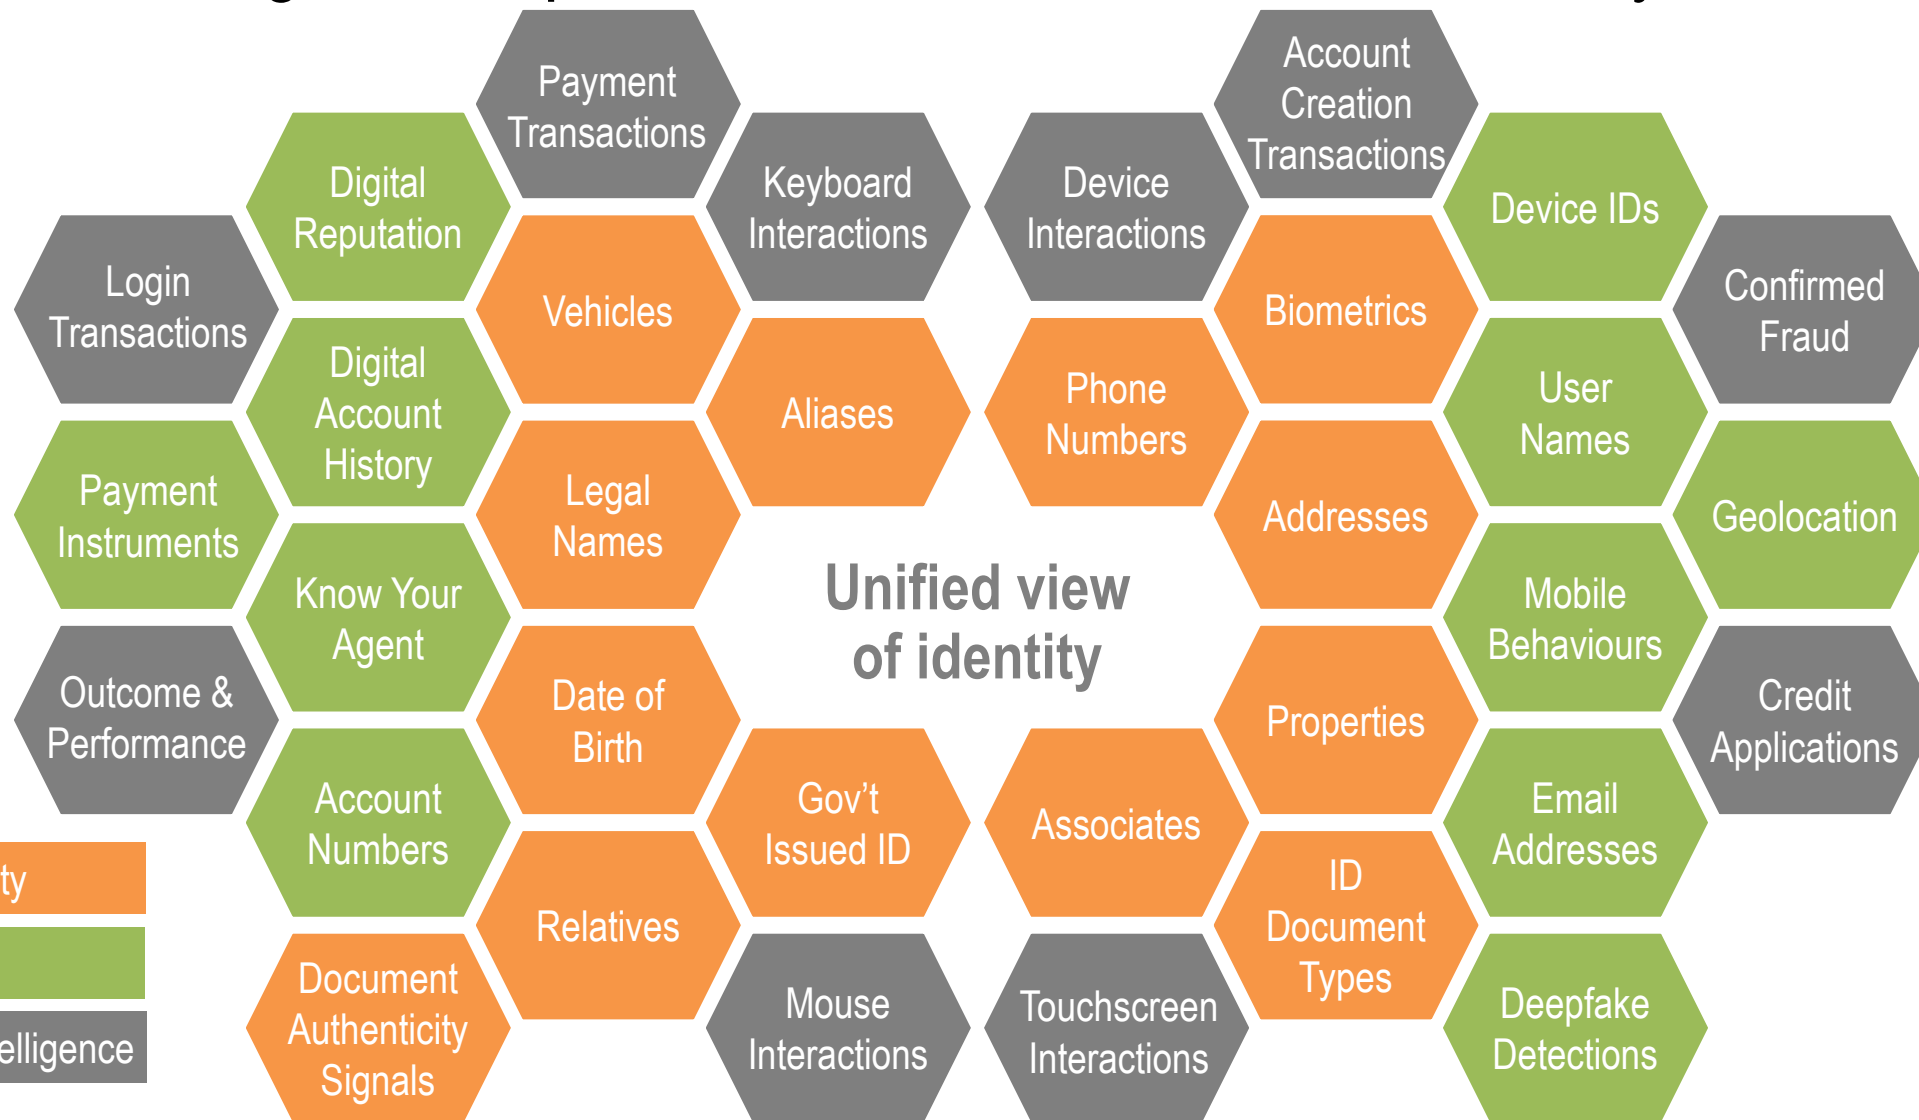 Payment
Transactions
Account
Creation
Transactions
Digital
Reputation
Keyboard
Interactions
Device
Interactions
Device IDs
Login
Transactions
Vehicles
Biometrics
Confirmed
Fraud
Digital
Account
History
Aliases
Phone
Numbers
User
Names
Payment
Instruments
Legal
Names
Addresses
Geolocation
Know Your
Agent
Unified view
of identity
Mobile
Behaviours
Outcome &
Performance
Date of
Birth
Properties
Credit
Applications
Account
Numbers
Gov’t
Issued ID
Associates
Email
Addresses
ty
Relatives
ID
Document
Types
elligence
Document
Authenticity
Signals
Mouse
Interactions
Touchscreen
Interactions
Deepfake
Detections